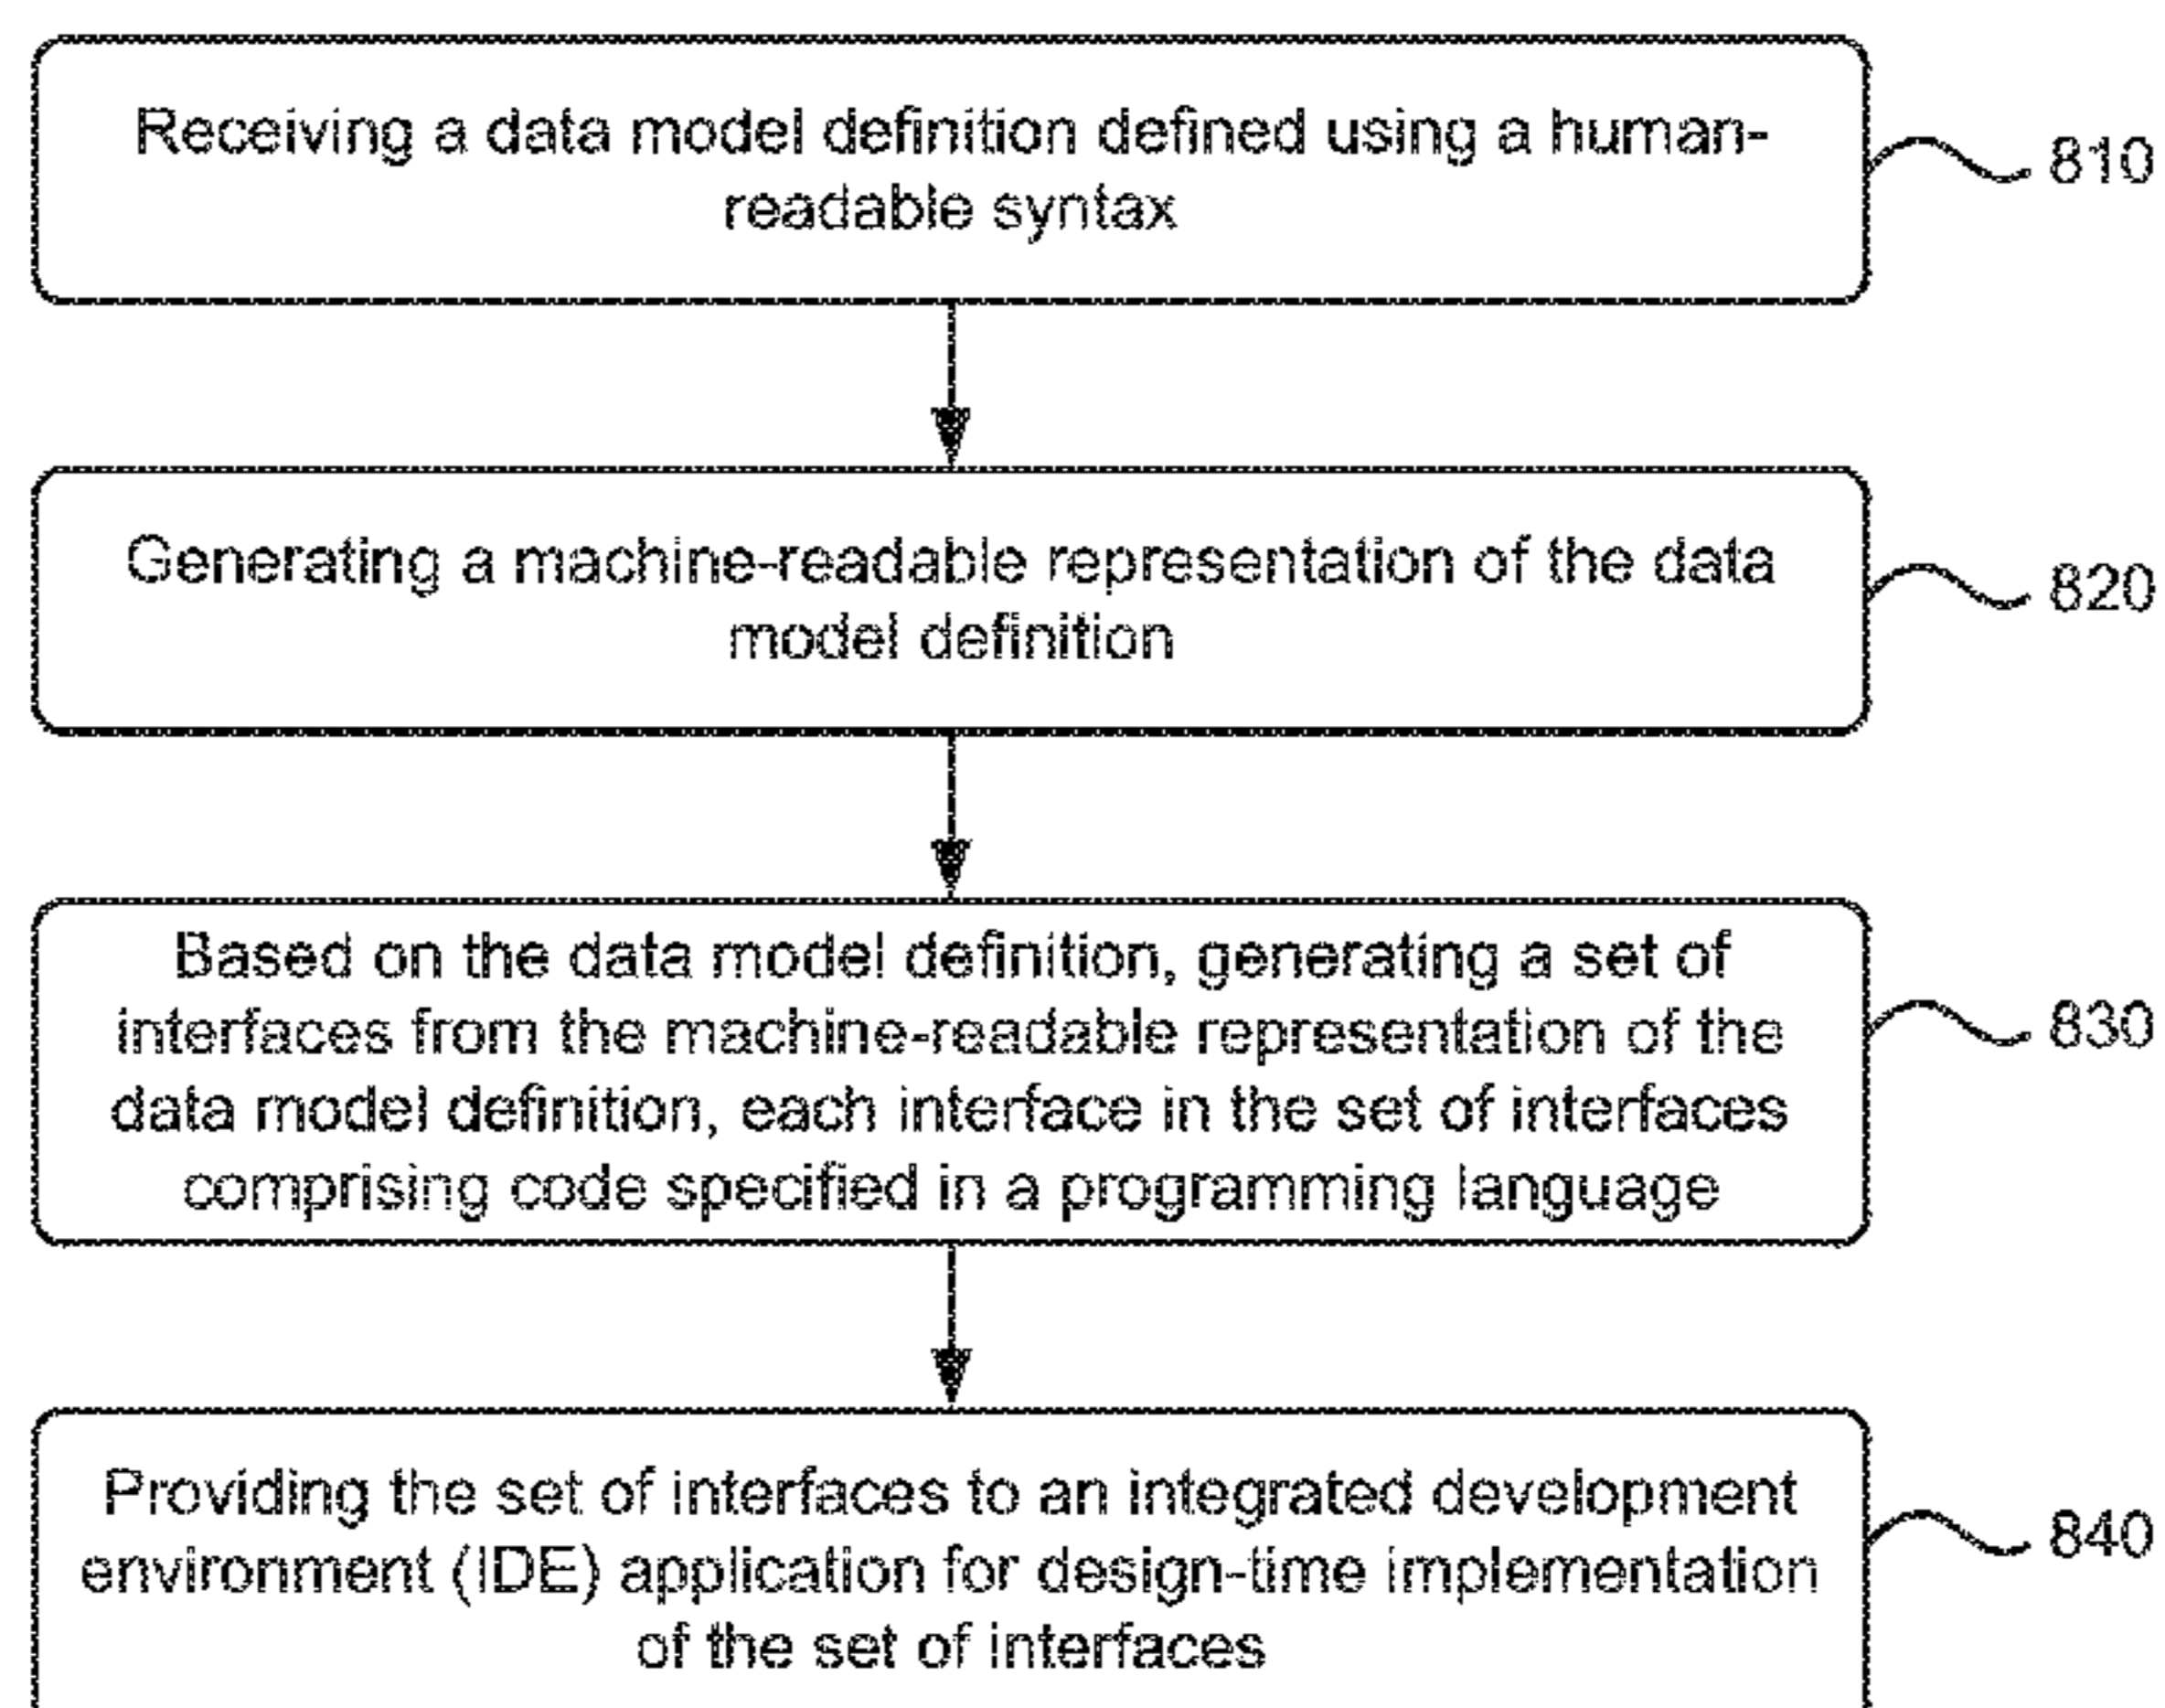 Receiving a data model definition defined using a human-
readable syntax
810
Generating a machine-readable representation of the data
model definition
820
Based on the data model definition, generating a set of
interfaces from the machine-readable representation of the
data model definition, each interface in the set of interfaces
comprising code specified in a programming language
830
Providing the set of interfaces to an integrated development
environment (IDE) application for design-time implementation
of the set of interfaces
840